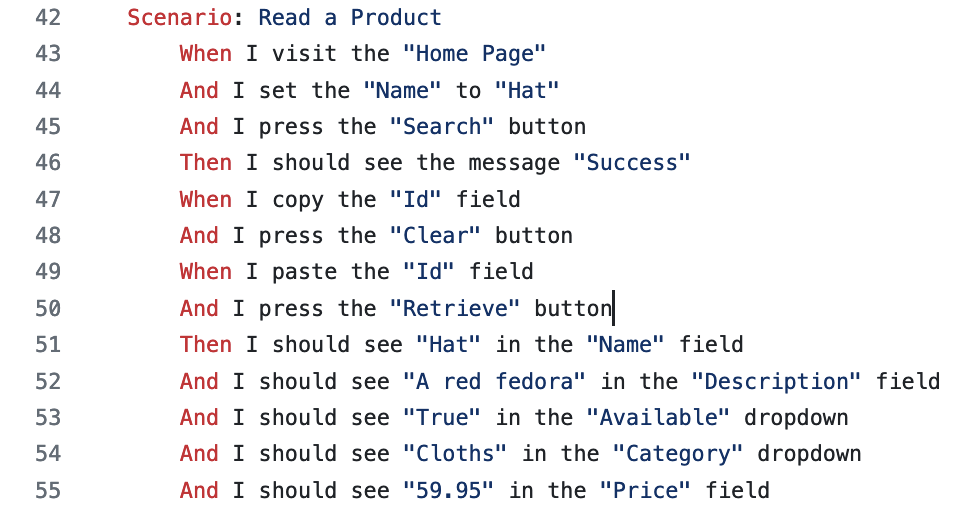 42 Scenario: Read a Product
43 When I visit the "Home Page"
44 And I set the "Name" to "Hat"
45 And I press the "Search" button
46 Then I should see the message "Success"
47 When I copy the "Id" field
48 And I press the "Clear" button
49 When I paste the "Id" field
50 And I press the "Retrieve" button
51 Then I should see "Hat" in the "Name" field
52 And I should see "A red fedora" in the "Description" field
53 And I should see "True" in the "Available" dropdown
54 And I should see "Cloths" in the "Category" dropdown
55 And I should see "59.95" in the "Price" field